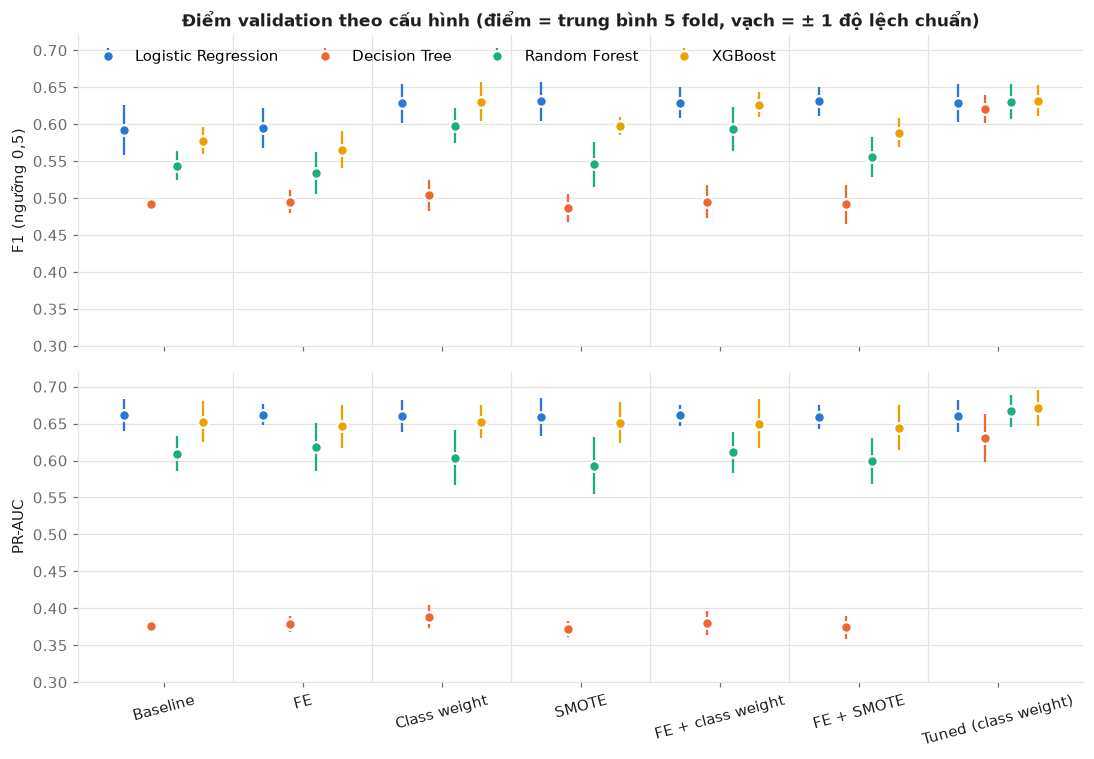 Điểm validation theo cấu hình (điểm = trung bình 5 fold, vạch = ± 1 độ lệch chuẩn)
Logistic Regression
Decision Tree
Random Forest
XGBoost
F1 (ngưỡng 0,5)
0.70
0.65
0.60
0.55
0.50
0.45
0.40
0.35
0.30
PR-AUC
0.70
0.65
0.60
0.55
0.50
0.45
0.40
0.35
0.30
Baseline
FE
Class weight
SMOTE
FE + class weight
FE + SMOTE
Tuned (class weight)